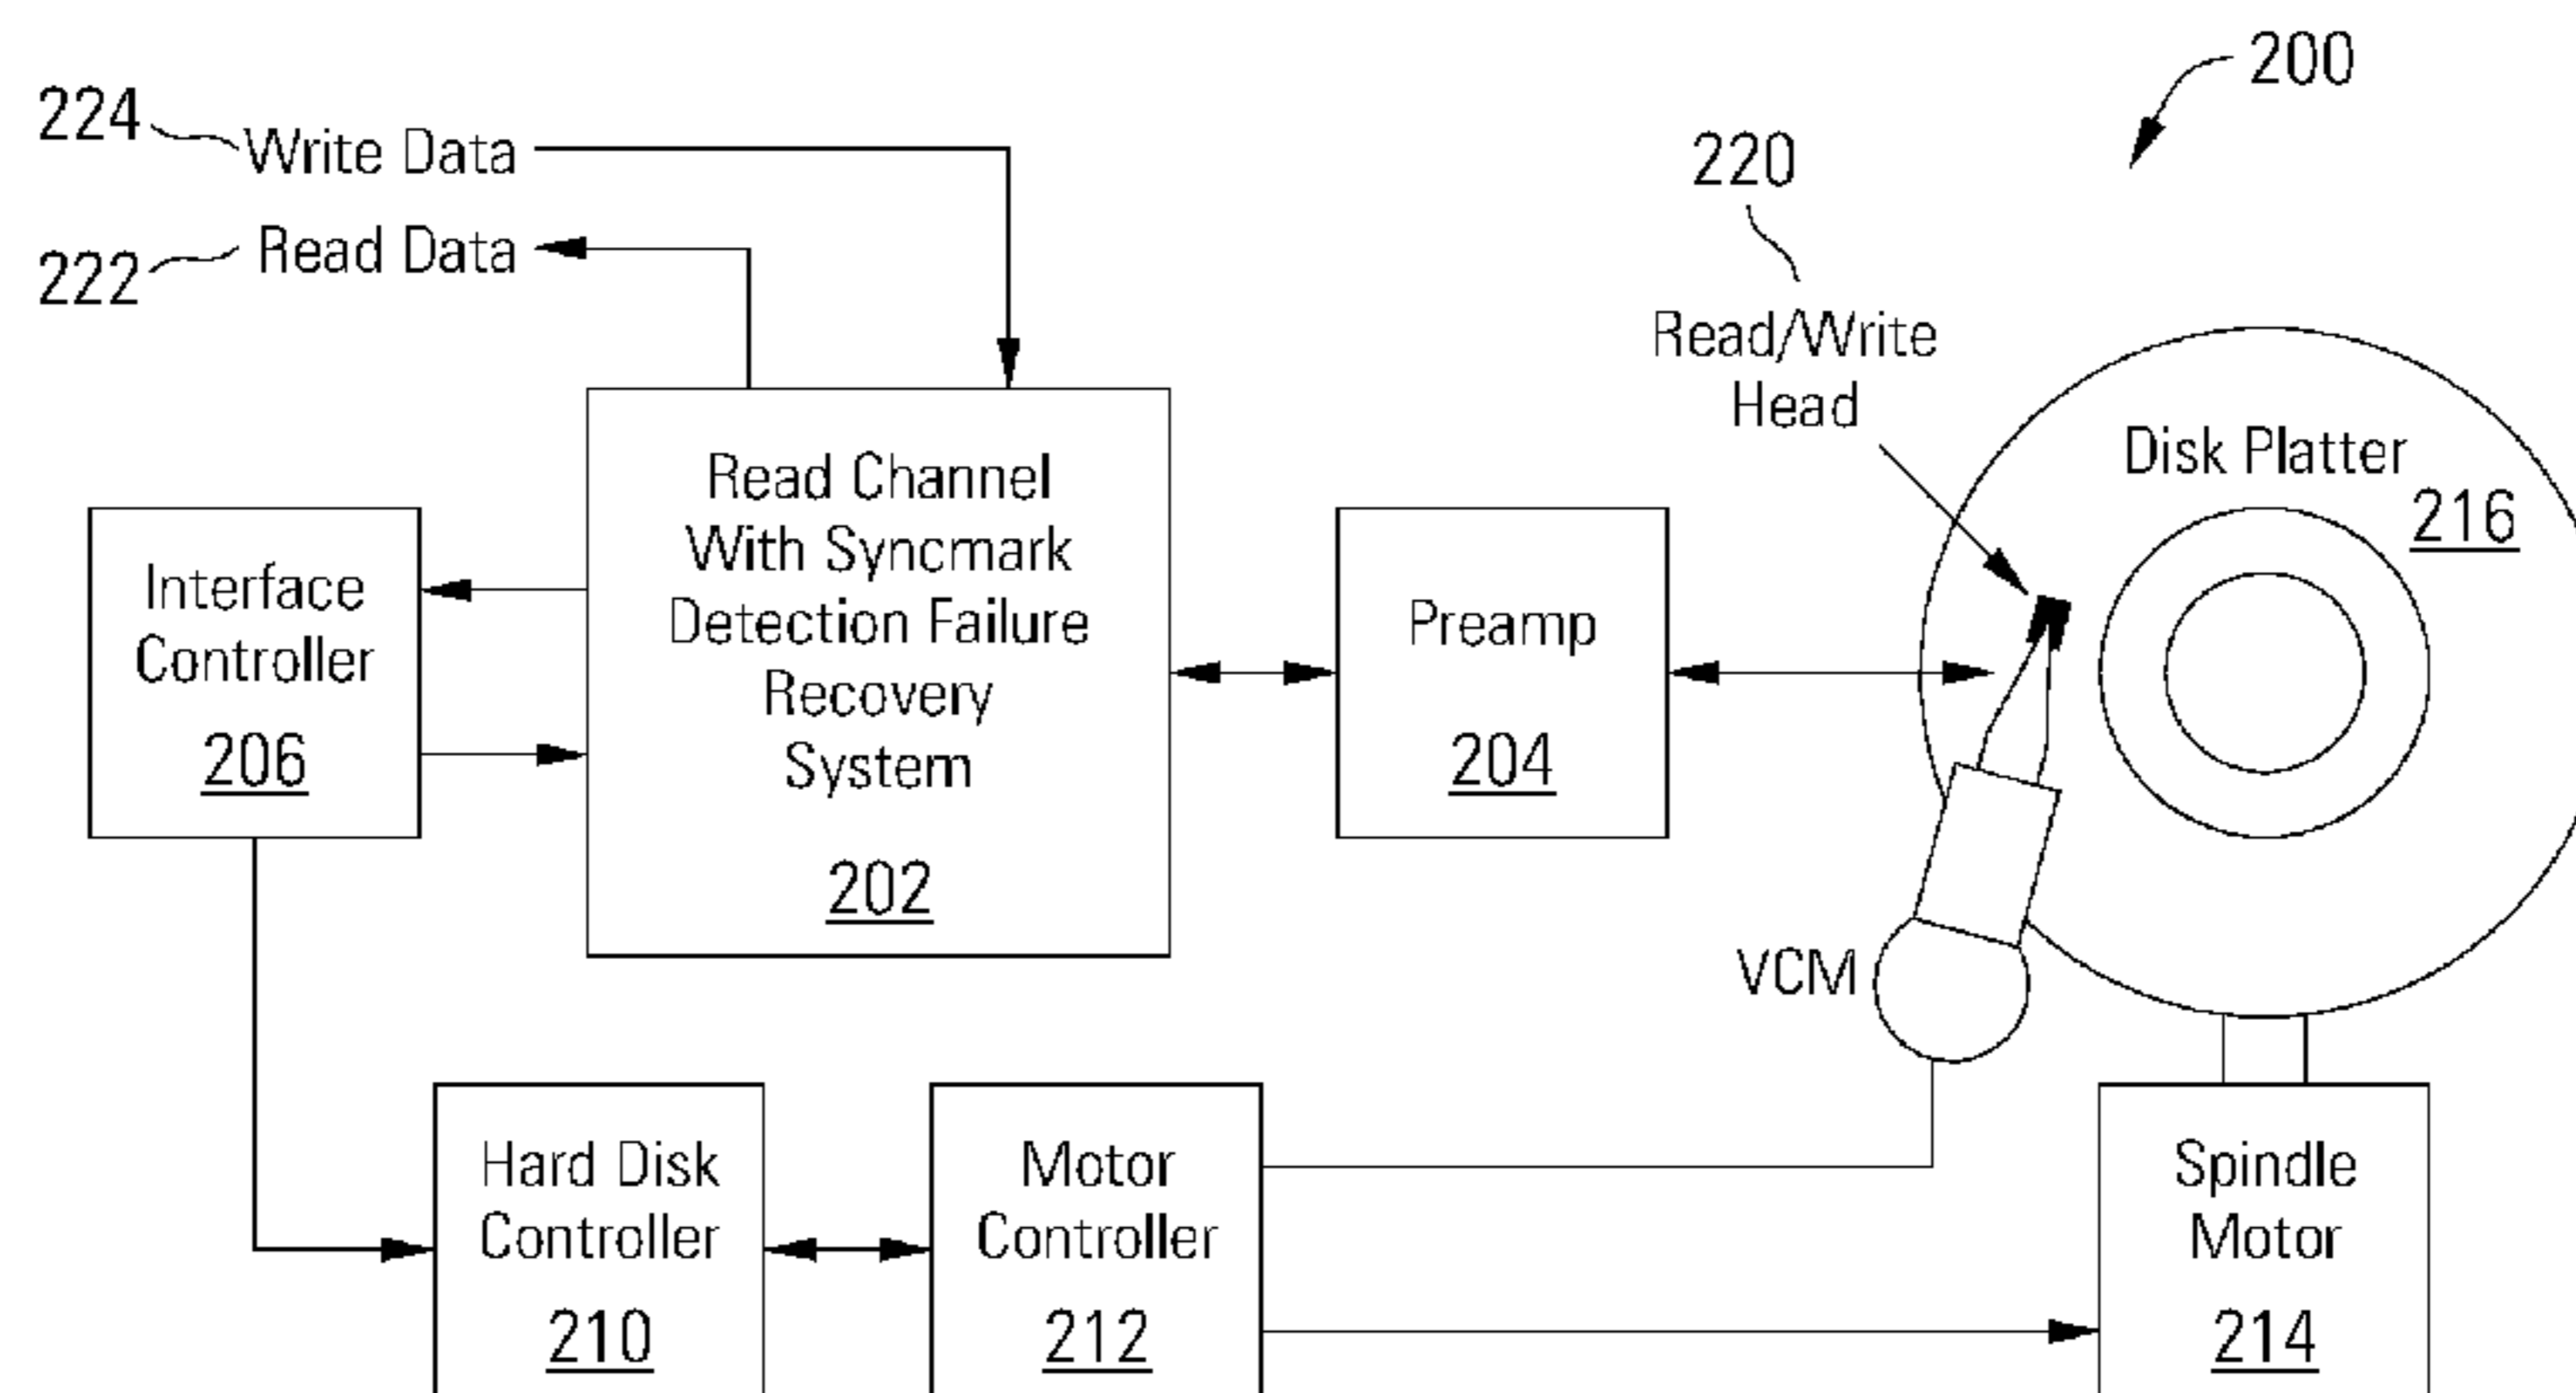 200
224
Write Data
220
Read Data
222
Read/Write
Head
Disk Platter
216
Read Channel
With Syncmark
Detection Failure
Recovery
System
202
Interface
Controller
206
Preamp
204
VCM
Hard Disk
Controller
210
Motor
Controller
212
Spindle
Motor
214